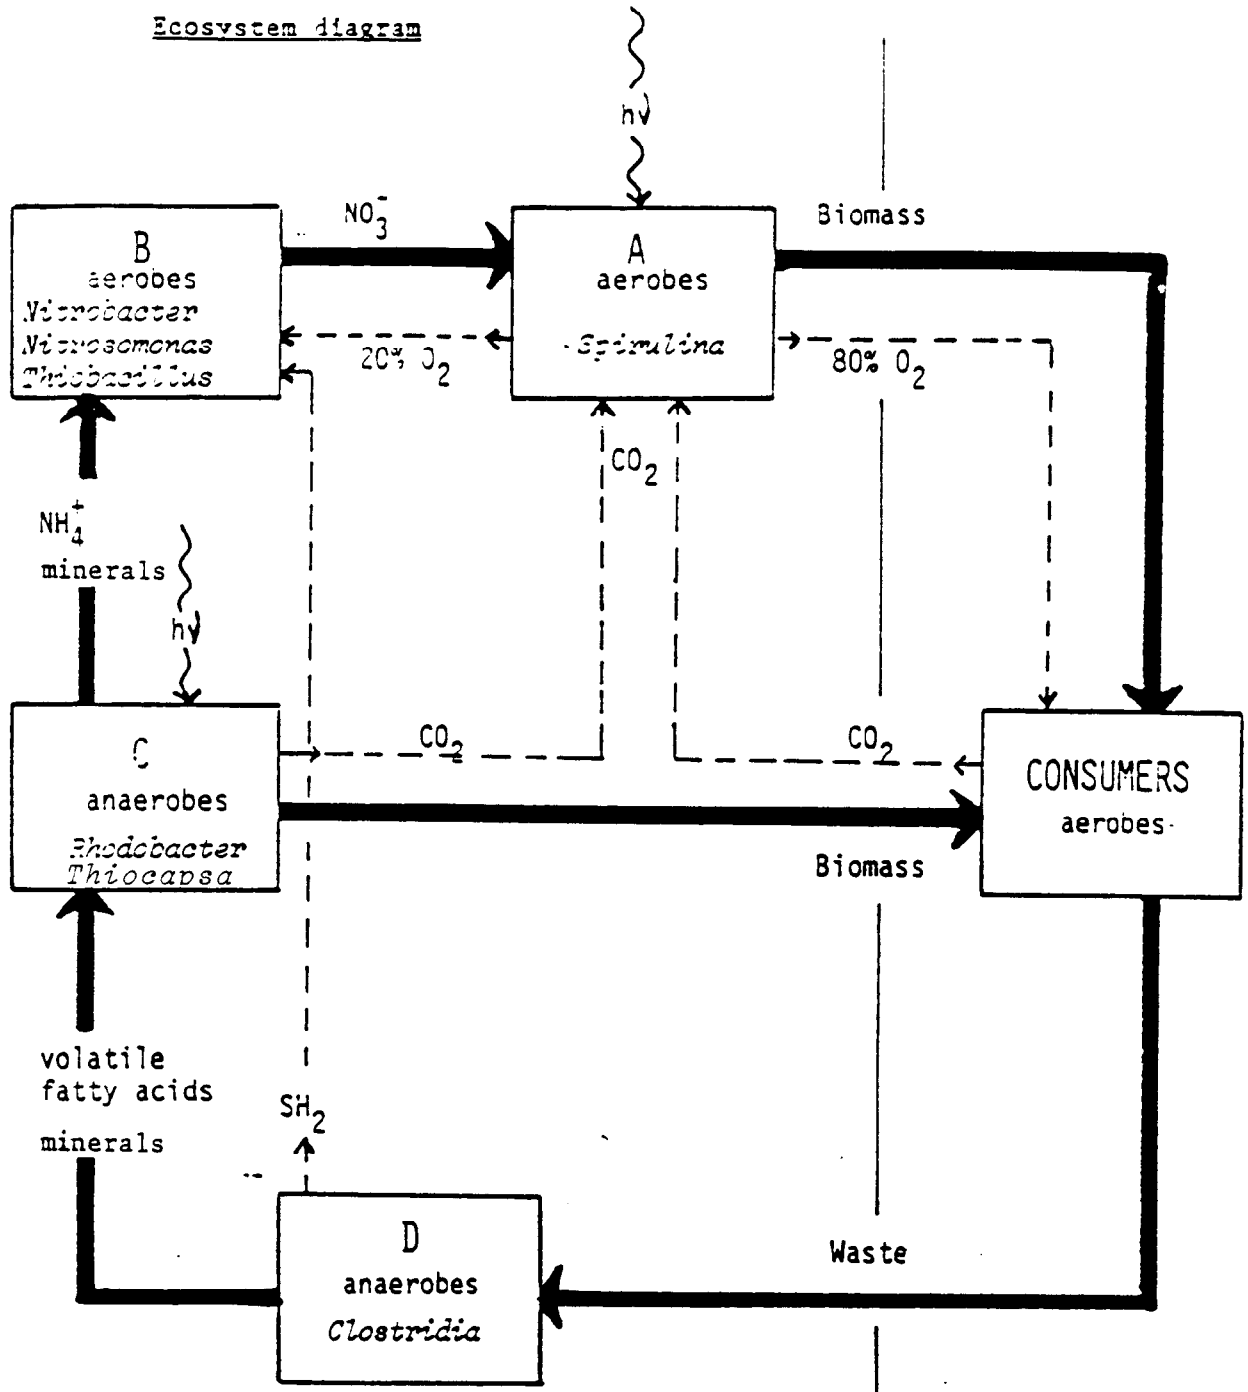 Ecosystem diagram
hν
NO3-
Biomass
B
aerobes
Nitrobacter
Nitrosomonas
Thiobacillus
A
aerobes
Spirulina
20% O2
80% O2
CO2
NH4+
minerals
hν
C
anaerobes
Rhodobacter
Thiocapsa
CO2
CO2
CONSUMERS
aerobes
Biomass
volatile
fatty acids
minerals
SH2
D
anaerobes
Clostridia
Waste